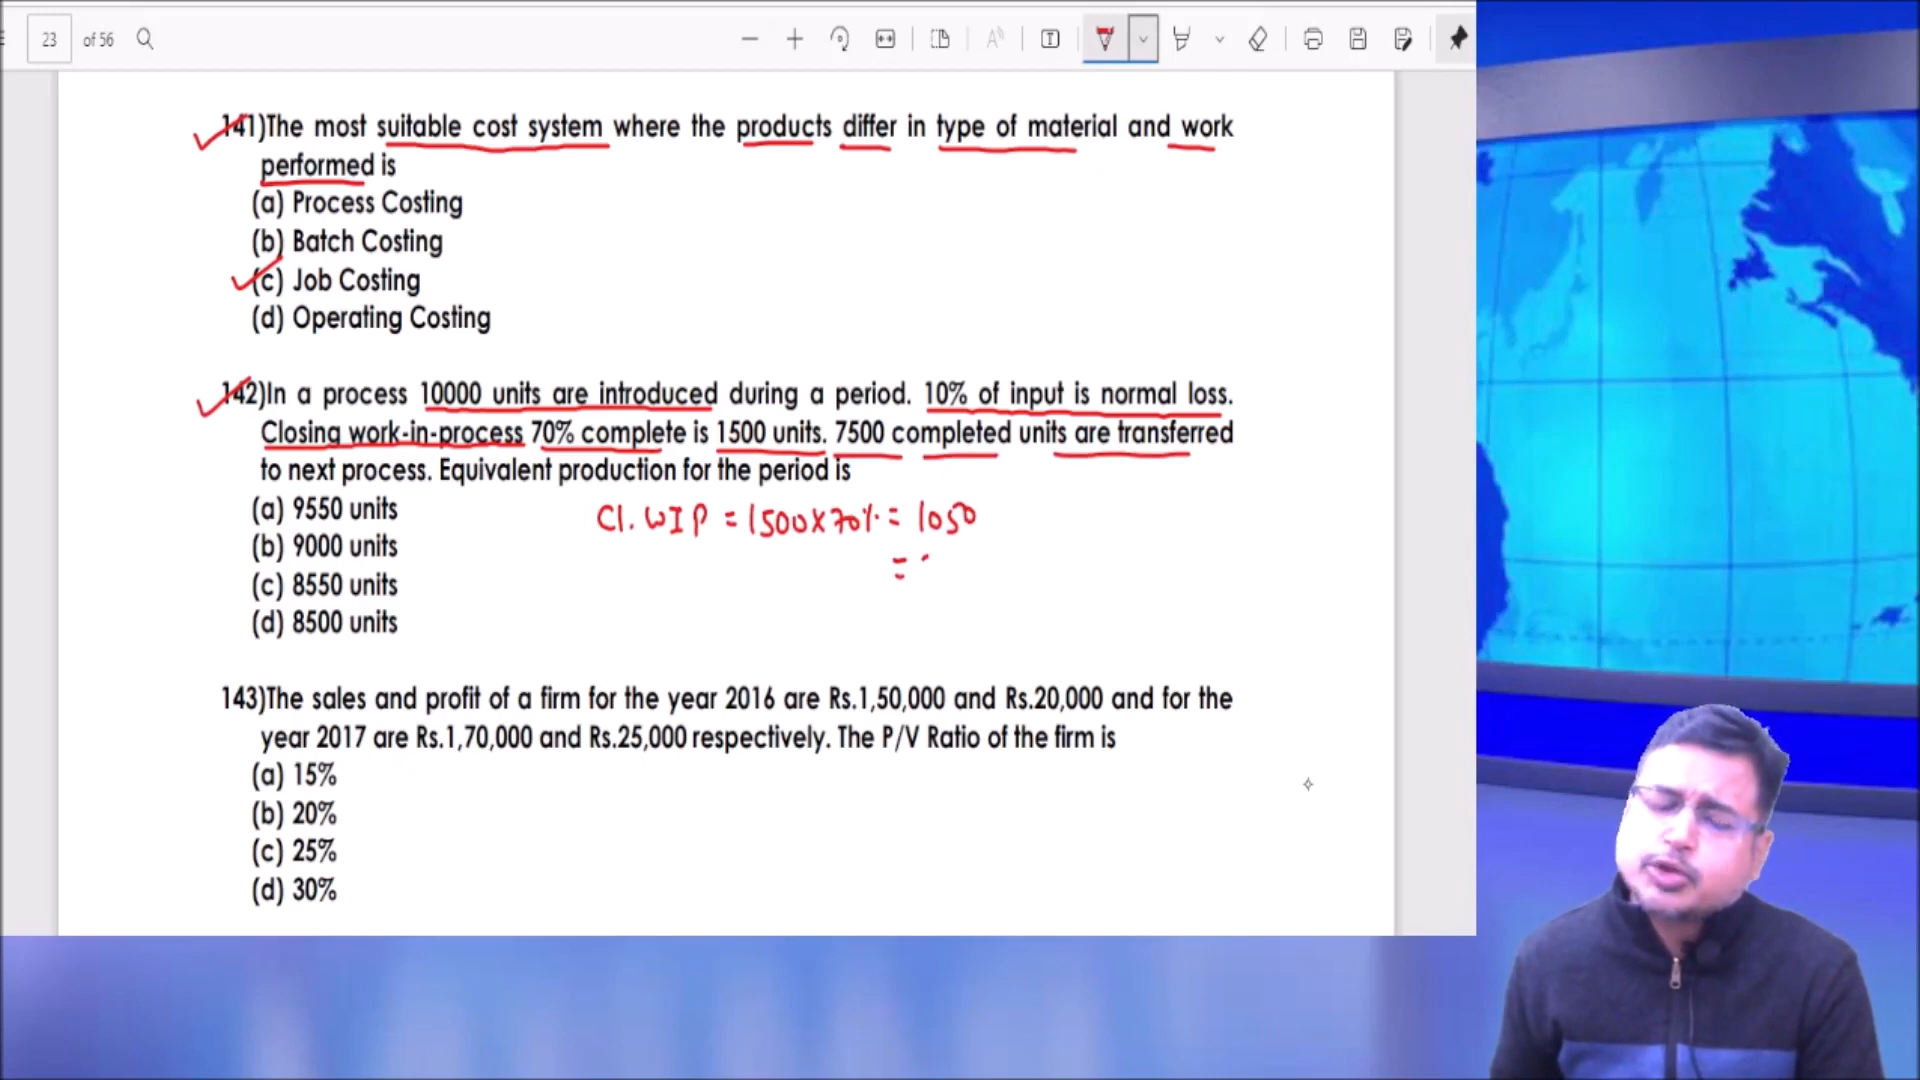 23 of 56
141)The most suitable cost system where the products differ in type of material and work
performed is
(a) Process Costing
(b) Batch Costing
(c) Job Costing
(d) Operating Costing
142)In a process 10000 units are introduced during a period. 10% of input is normal loss.
Closing work-in-process 70% complete is 1500 units. 7500 completed units are transferred
to next process. Equivalent production for the period is
(a) 9550 units
(b) 9000 units
(c) 8550 units
(d) 8500 units
Cl. WIP = 1500 x 70% = 1050
=
143)The sales and profit of a firm for the year 2016 are Rs.1,50,000 and Rs.20,000 and for the
year 2017 are Rs.1,70,000 and Rs.25,000 respectively. The P/V Ratio of the firm is
(a) 15%
(b) 20%
(c) 25%
(d) 30%